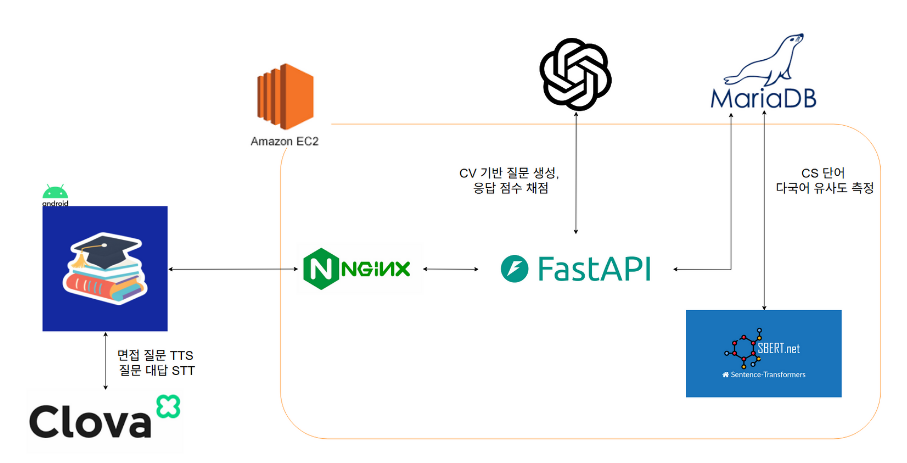 MariaDB
Amazon EC2
CV 기반 질문 생성,
응답 점수 채점
CS 단어
다국어 유사도 측정
android
NGiNX
FastAPI
SBERT.net
Sentence-Transformers
면접 질문 TTS
질문 대답 STT
Clova